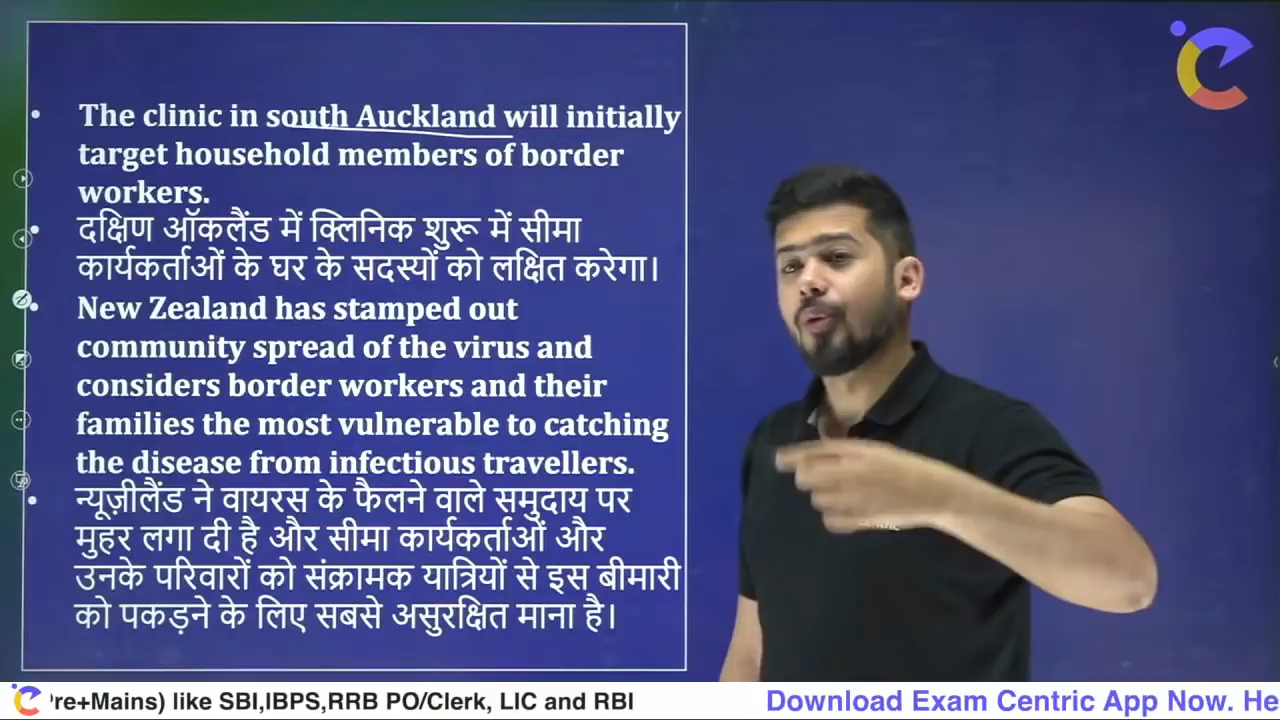 • The clinic in south Auckland will initially
target household members of border
workers.
• दक्षिण ऑकलैंड में क्लिनिक शुरू में सीमा
कार्यकर्ताओं के घर के सदस्यों को लक्षित करेगा।
• New Zealand has stamped out
community spread of the virus and
considers border workers and their
families the most vulnerable to catching
the disease from infectious travellers.
• न्यूज़ीलैंड ने वायरस के फैलने वाले समुदाय पर
मुहर लगा दी है और सीमा कार्यकर्ताओं और
उनके परिवारों को संक्रामक यात्रियों से इस बीमारी
को पकड़ने के लिए सबसे असुरक्षित माना है।
're+Mains) like SBI,IBPS,RRB PO/Clerk, LIC and RBI
Download Exam Centric App Now. He